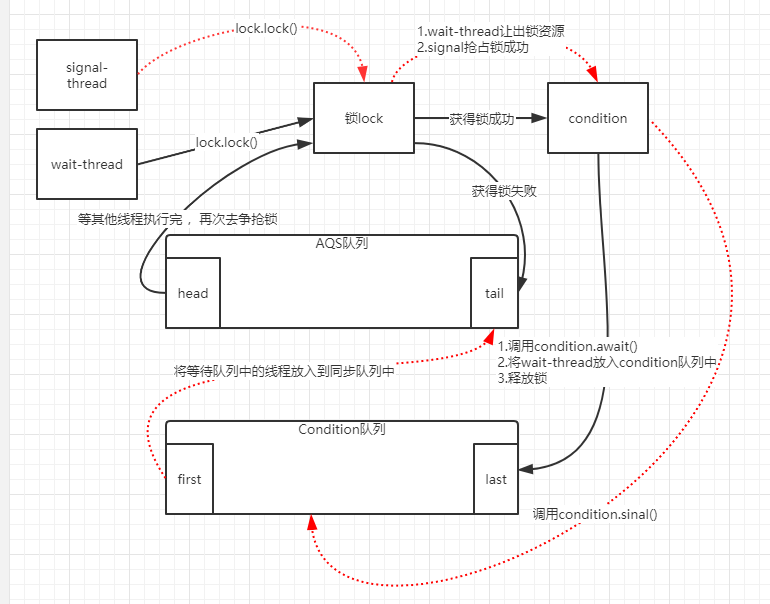 lock.lock()
1.wait-thread让出锁资源
2.signal抢占锁成功
signal-
thread
锁lock
获得锁成功
condition
wait-thread
lock.lock()
获得锁失败
等其他线程执行完 ，再次去争抢锁
AQS队列
head
tail
1.调用condition.await()
2.将wait-thread放入condition队列中
3.释放锁
将等待队列中的线程放入到同步队列中
Condition队列
first
last
调用condition.sinal()